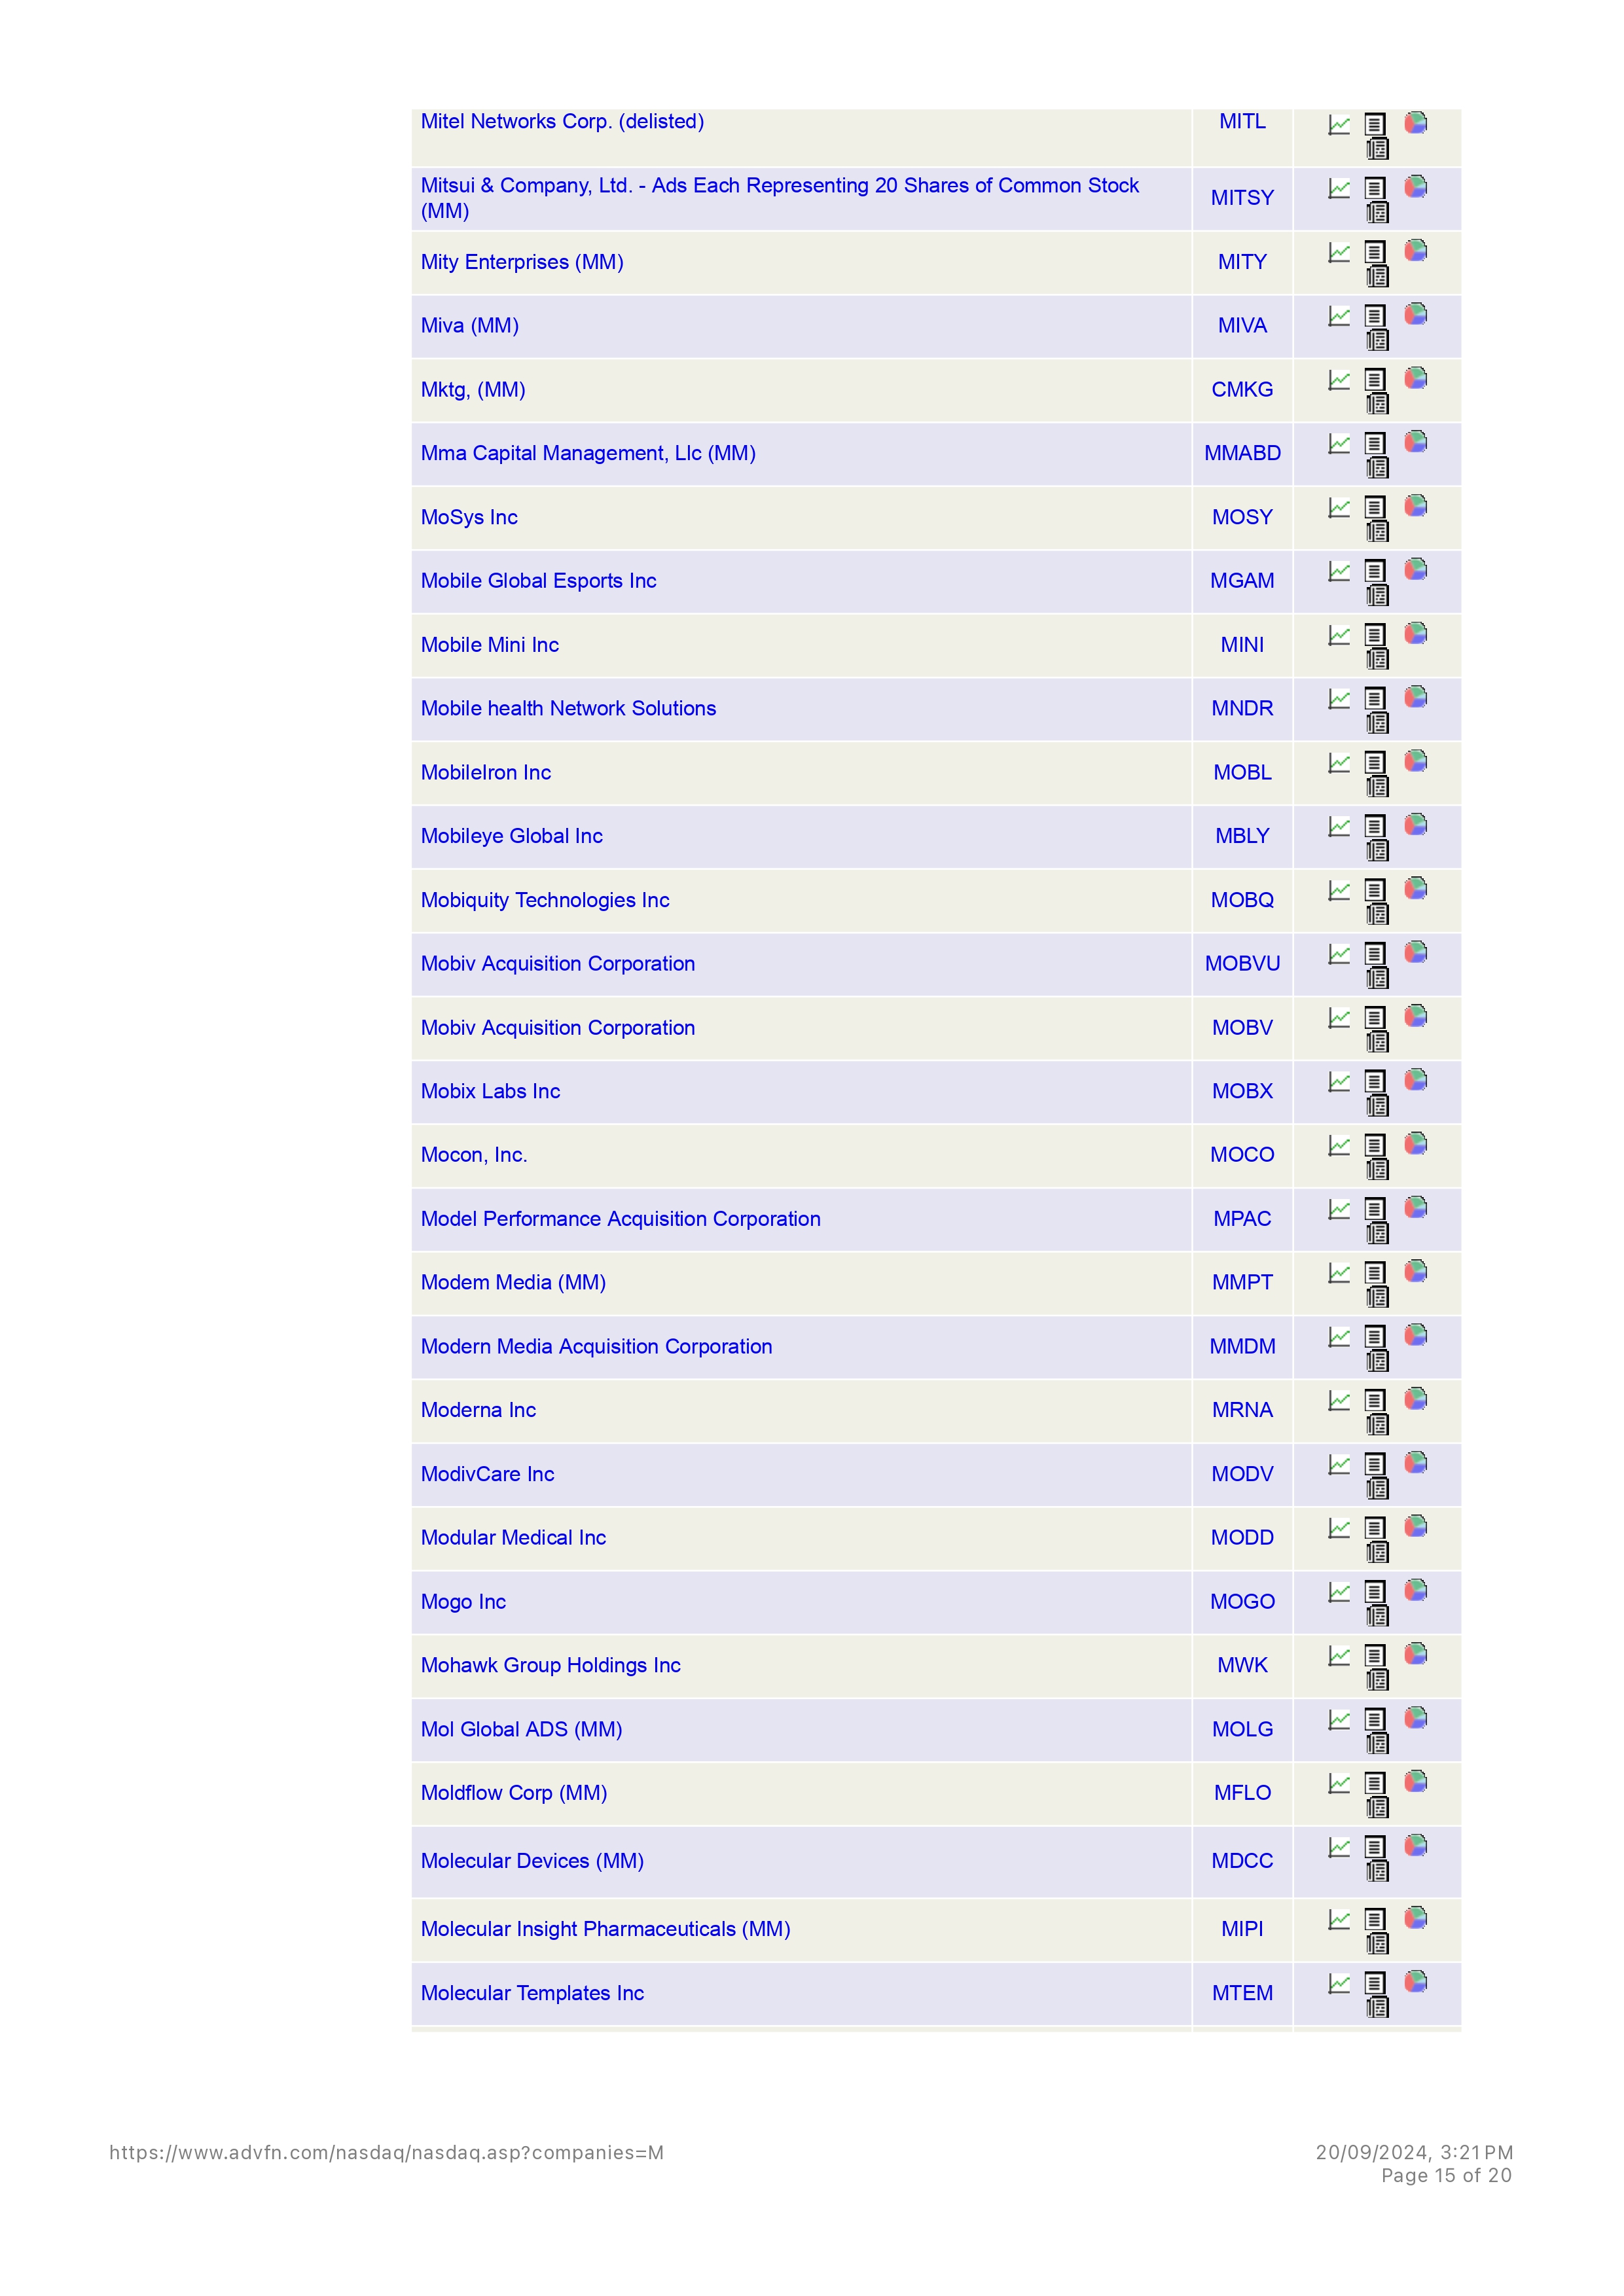 Mitel Networks Corp. (delisted) MITL
Mitsui & Company, Ltd. - Ads Each Representing 20 Shares of Common Stock
(MM) MITSY
Mity Enterprises (MM) MITY
Miva (MM) MIVA
Mktg, (MM) CMKG
Mma Capital Management, Llc (MM) MMABD
MoSys Inc MOSY
Mobile Global Esports Inc MGAM
Mobile Mini Inc MINI
Mobile health Network Solutions MNDR
MobileIron Inc MOBL
Mobileye Global Inc MBLY
Mobiquity Technologies Inc MOBQ
Mobiv Acquisition Corporation MOBVU
Mobiv Acquisition Corporation MOBV
Mobix Labs Inc MOBX
Mocon, Inc. MOCO
Model Performance Acquisition Corporation MPAC
Modem Media (MM) MMPT
Modern Media Acquisition Corporation MMDM
Moderna Inc MRNA
ModivCare Inc MODV
Modular Medical Inc MODD
Mogo Inc MOGO
Mohawk Group Holdings Inc MWK
Mol Global ADS (MM) MOLG
Moldflow Corp (MM) MFLO
Molecular Devices (MM) MDCC
Molecular Insight Pharmaceuticals (MM) MIPI
Molecular Templates Inc MTEM
https://www.advfn.com/nasdaq/nasdaq.asp?companies=M 20/09/2024, 3:21 PM
Page 15 of 20